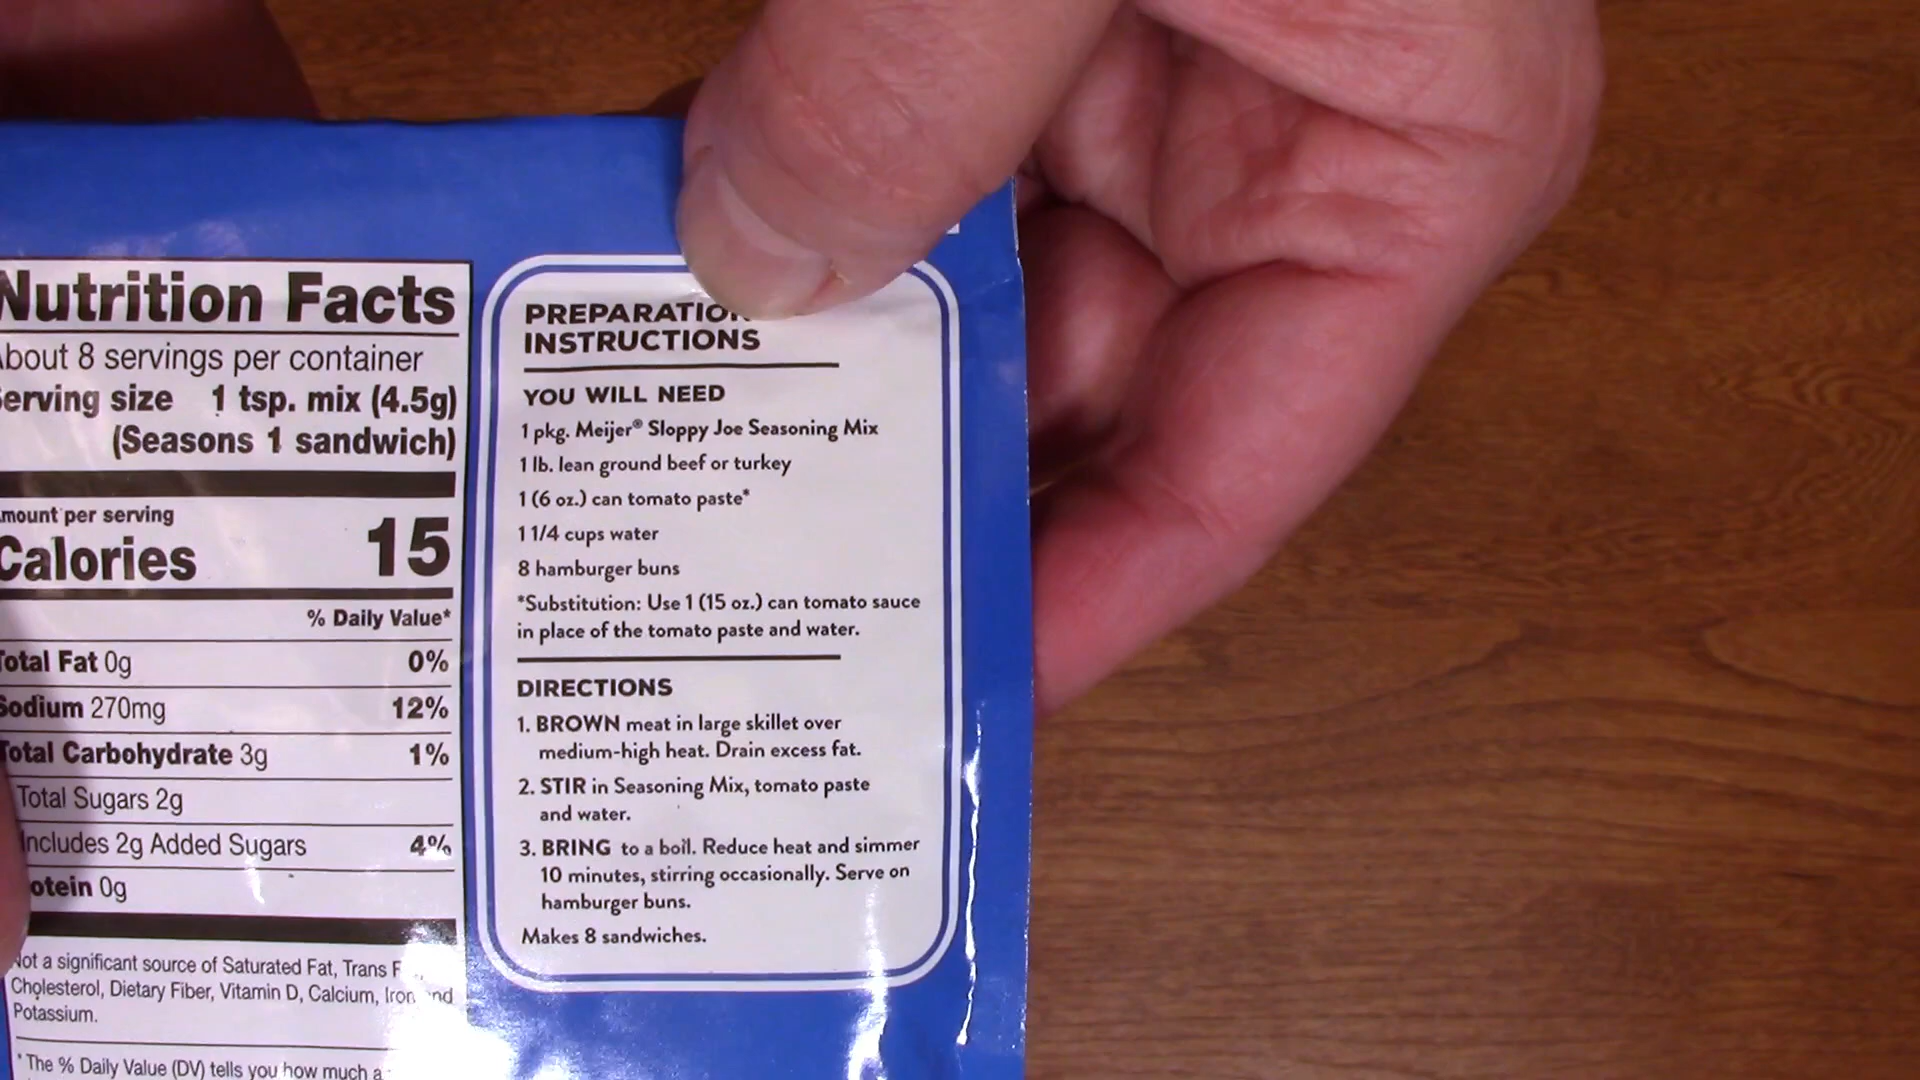 Nutrition Facts
About 8 servings per container
Serving size 1 tsp. mix (4.5g)
(Seasons 1 sandwich)
Amount per serving
Calories 15
% Daily Value*
Total Fat 0g 0%
Sodium 270mg 12%
Total Carbohydrate 3g 1%
Total Sugars 2g
Includes 2g Added Sugars 4%
Protein 0g
Not a significant source of Saturated Fat, Trans Fat,
Cholesterol, Dietary Fiber, Vitamin D, Calcium, Iron and
Potassium.
* The % Daily Value (DV) tells you how much a
PREPARATION
INSTRUCTIONS
YOU WILL NEED
1 pkg. Meijer® Sloppy Joe Seasoning Mix
1 lb. lean ground beef or turkey
1 (6 oz.) can tomato paste*
1 1/4 cups water
8 hamburger buns
*Substitution: Use 1 (15 oz.) can tomato sauce
in place of the tomato paste and water.
DIRECTIONS
1. BROWN meat in large skillet over
medium-high heat. Drain excess fat.
2. STIR in Seasoning Mix, tomato paste
and water.
3. BRING to a boil. Reduce heat and simmer
10 minutes, stirring occasionally. Serve on
hamburger buns.
Makes 8 sandwiches.